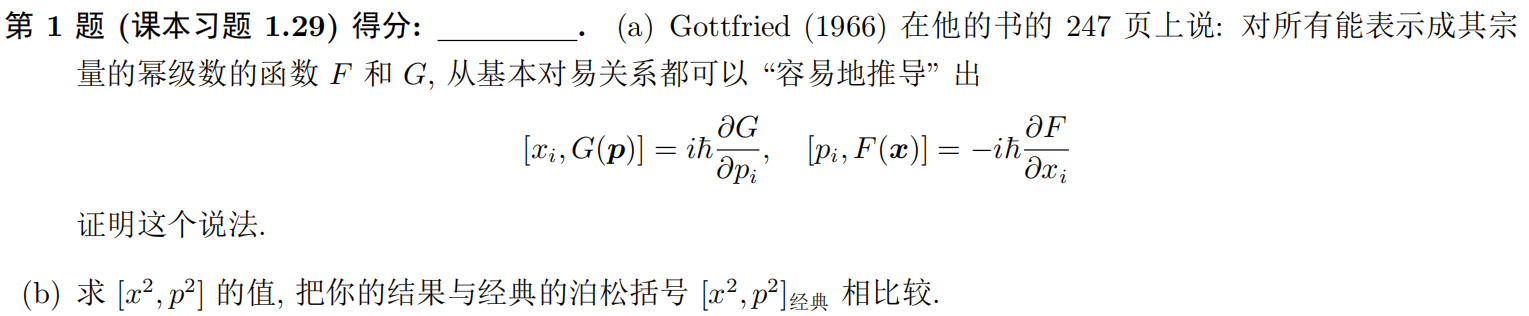 第 1 题 (课本习题 1.29) 得分: ________. (a) Gottfried (1966) 在他的书的 247 页上说: 对所有能表示成其宗
量的幂级数的函数 F 和 G, 从基本对易关系都可以 “容易地推导” 出
[x_i, G(𝒑)] = iℏ ∂G/∂p_i, [p_i, F(𝒙)] = −iℏ ∂F/∂x_i
证明这个说法.
(b) 求 [x², p²] 的值, 把你的结果与经典的泊松括号 [x², p²]经典 相比较.